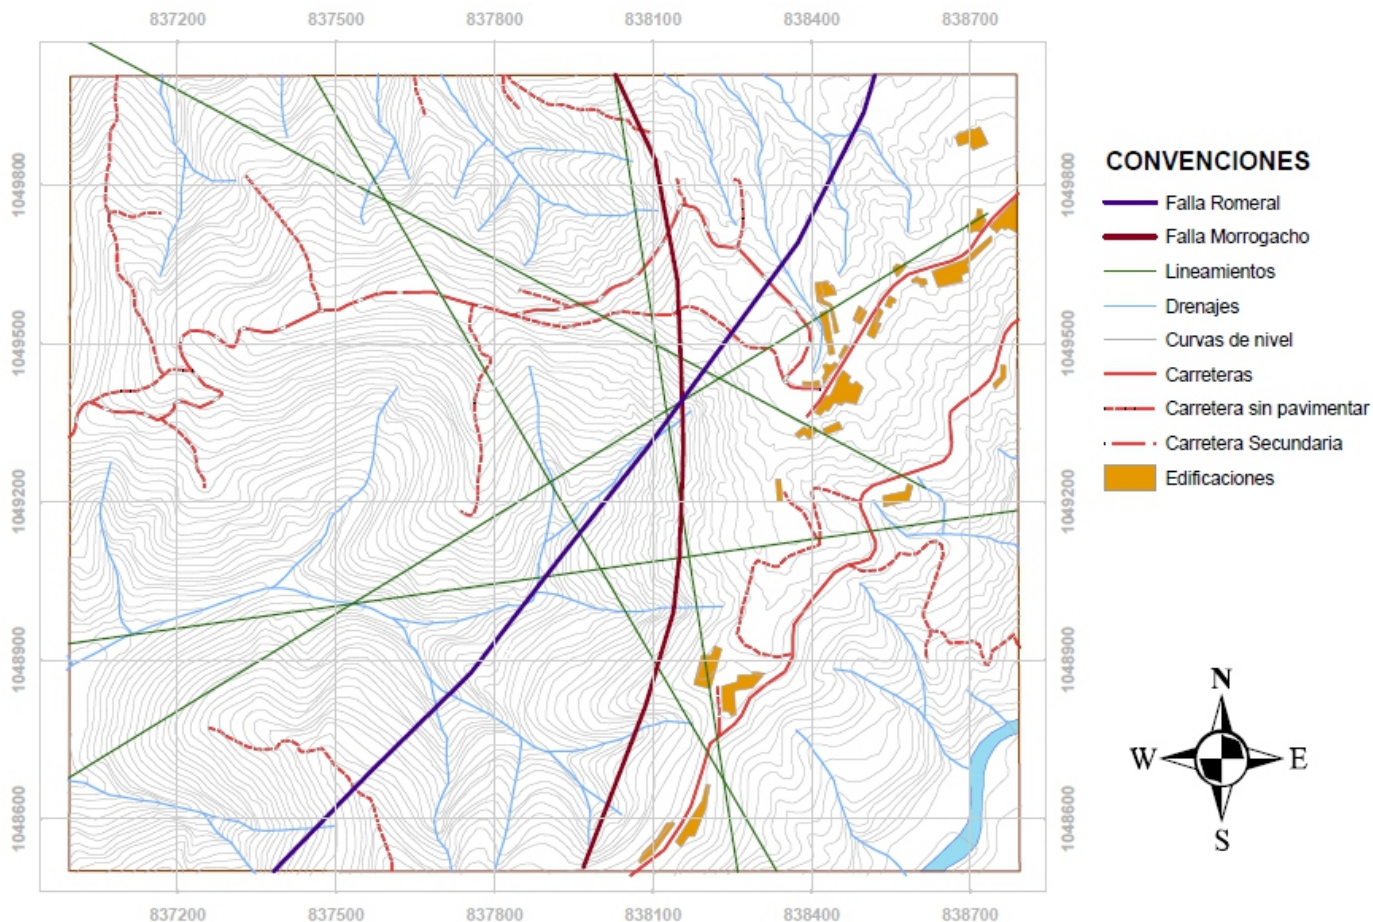 837200 837500 837800 838100 838400 838700
1049800
1049500
1049200
1048900
1048600
1049800
1049500
1049200
1048900
1048600
837200 837500 837800 838100 838400 838700
CONVENCIONES
Falla Romeral
Falla Morrogacho
Lineamientos
Drenajes
Curvas de nivel
Carreteras
Carretera sin pavimentar
Carretera Secundaria
Edificaciones
N
W E
S